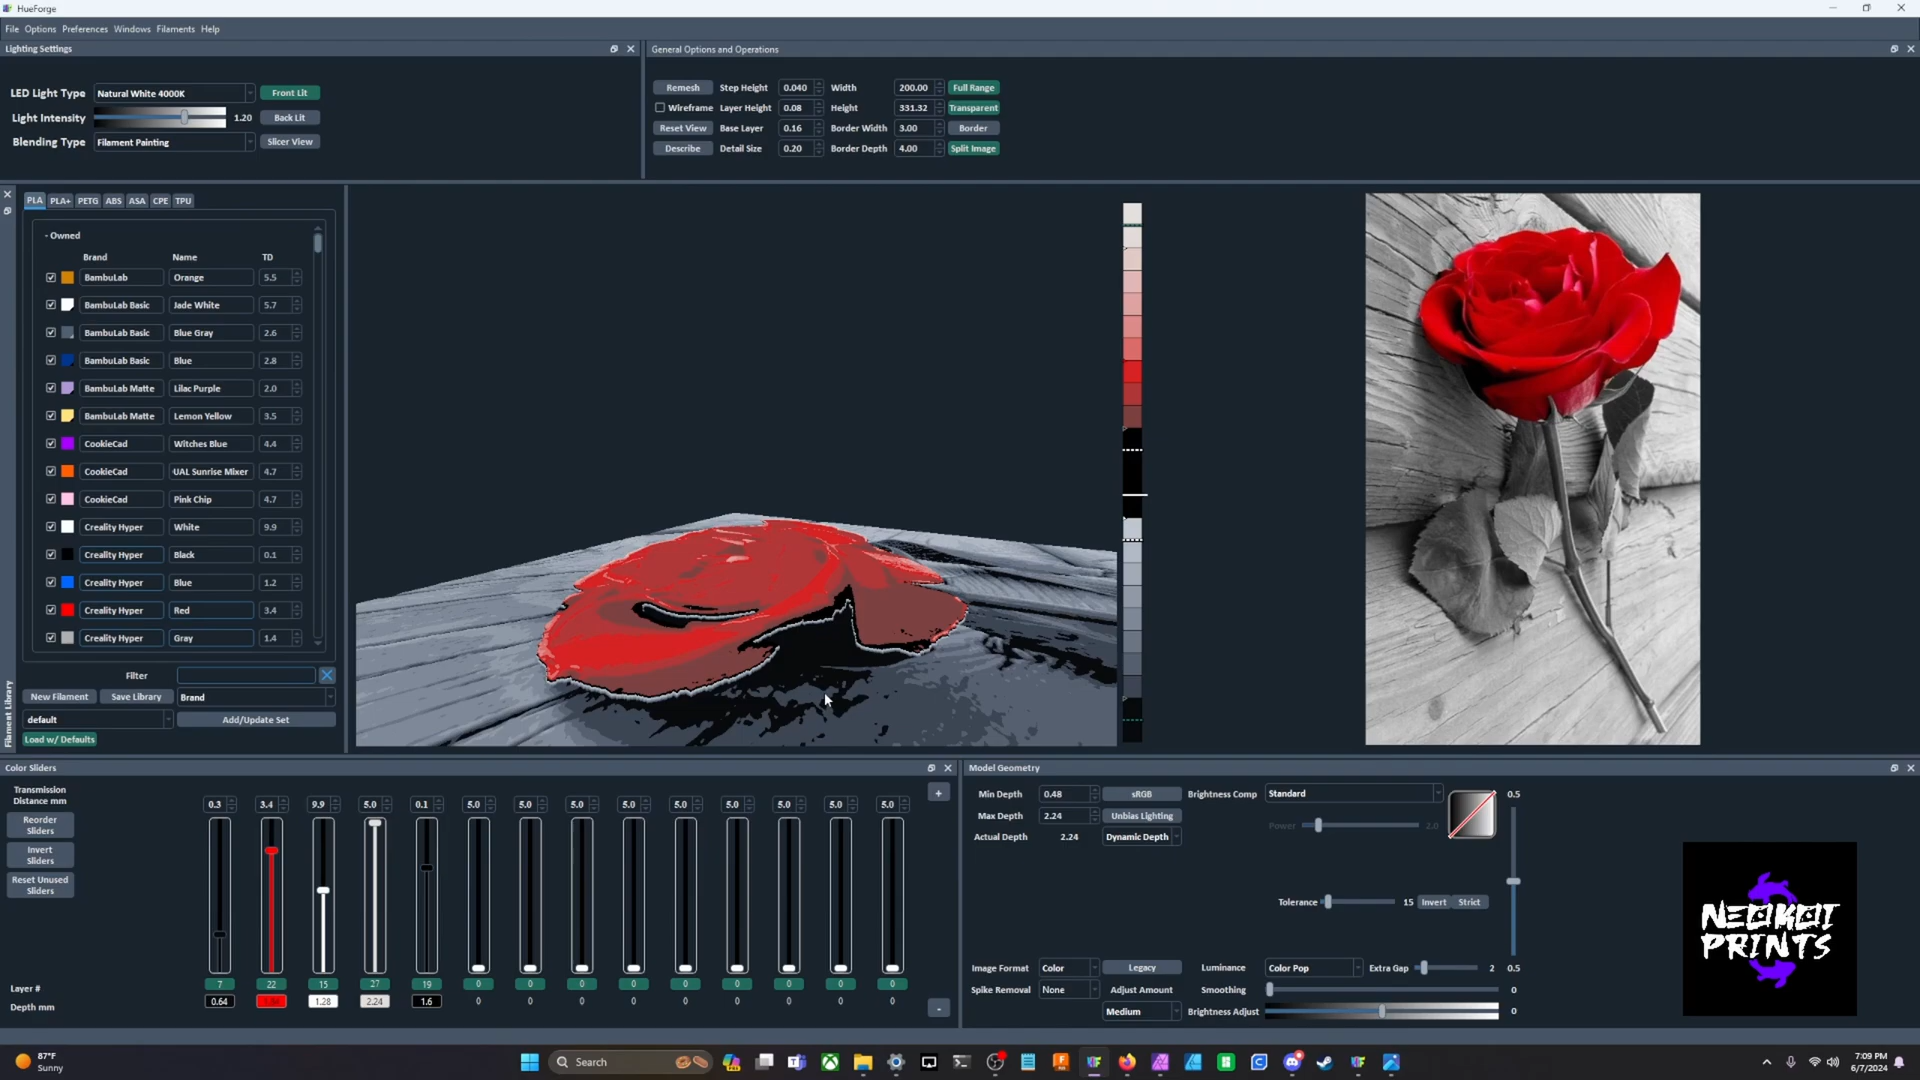 HueForge
File Options Preferences Windows Filaments Help
Lighting Settings
General Options and Operations
LED Light Type Natural White 4000K Front Lit
Light Intensity 1.20 Back Lit
Blending Type Filament Painting Slicer View
Remesh Step Height 0.040 Width 200.00 Full Range
Wireframe Layer Height 0.08 Height 331.32 Transparent
Reset View Base Layer 0.16 Border Width 3.00 Border
Describe Detail Size 0.20 Border Depth 4.00 Split Image
PLA PLA+ PETG ABS ASA CPE TPU
- Owned
Brand Name TD
BambuLab Orange 5.5
BambuLab Basic Jade White 5.7
BambuLab Basic Blue Gray 2.6
BambuLab Basic Blue 2.8
BambuLab Matte Lilac Purple 2.0
BambuLab Matte Lemon Yellow 3.5
CookieCad Witches Blue 4.4
CookieCad UAL Sunrise Mixer 4.7
CookieCad Pink Chip 4.7
Creality Hyper White 9.9
Creality Hyper Black 0.1
Creality Hyper Blue 1.2
Creality Hyper Red 3.4
Creality Hyper Gray 1.4
Filter
New Filament Save Library Brand
default Add/Update Set
Load w/ Defaults
Filament Library
Color Sliders
Transmission
Distance mm
0.3 3.4 9.9 5.0 0.1 5.0 5.0 5.0 5.0 5.0 5.0 5.0 5.0 5.0
+
Reorder
Sliders
Invert
Sliders
Reset Unused
Sliders
Layer # 7 22 15 27 19 0 0 0 0 0 0 0 0 0
Depth mm 0.64 1.28 2.24 1.6 0 0 0 0 0 0 0 0 0
-
Model Geometry
Min Depth 0.48 sRGB Brightness Comp Standard 0.5
Max Depth 2.24 Unbias Lighting Power 2.0
Actual Depth 2.24 Dynamic Depth
Tolerance 15 Invert Strict
Image Format Color Legacy Luminance Color Pop Extra Gap 2 0.5
Spike Removal None Adjust Amount Smoothing 0
Medium Brightness Adjust 0
NEOKOI
PRINTS
87°F
Sunny
Search
7:09 PM
6/7/2024